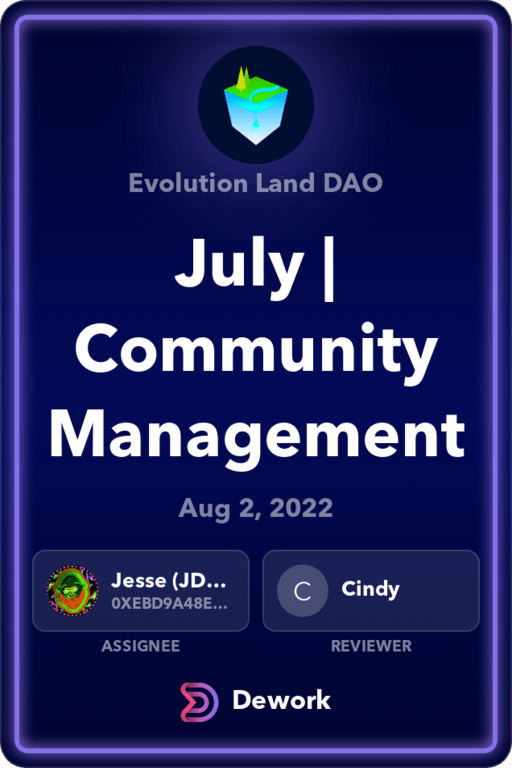 Evolution Land DAO
July |
Community
Management
Aug 2, 2022
Jesse (JD...
0XEBD9A48E...
C
Cindy
ASSIGNEE
REVIEWER
Dework